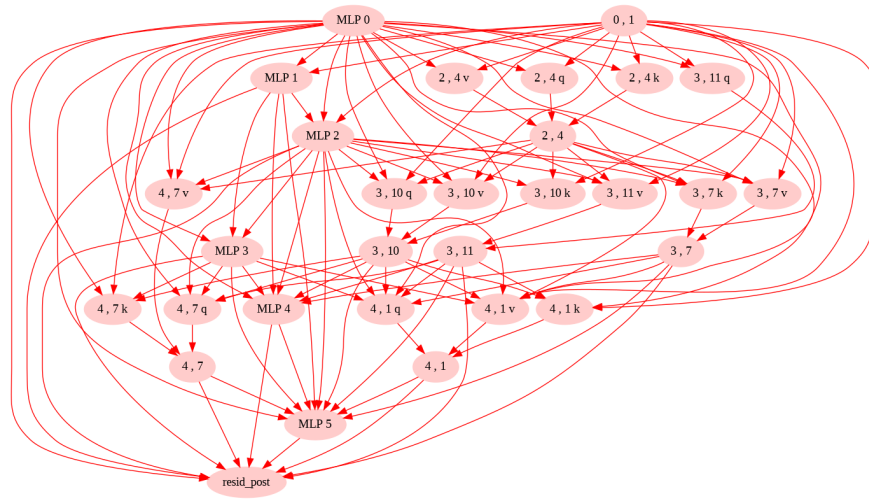 MLP 0
0 , 1
MLP 1
2 , 4 v
2 , 4 q
2 , 4 k
3 , 11 q
MLP 2
2 , 4
4 , 7 v
3 , 10 q
3 , 10 v
3 , 10 k
3 , 11 v
3 , 7 k
3 , 7 v
MLP 3
3 , 10
3 , 11
3 , 7
4 , 7 k
4 , 7 q
MLP 4
4 , 1 q
4 , 1 v
4 , 1 k
4 , 7
4 , 1
MLP 5
resid_post